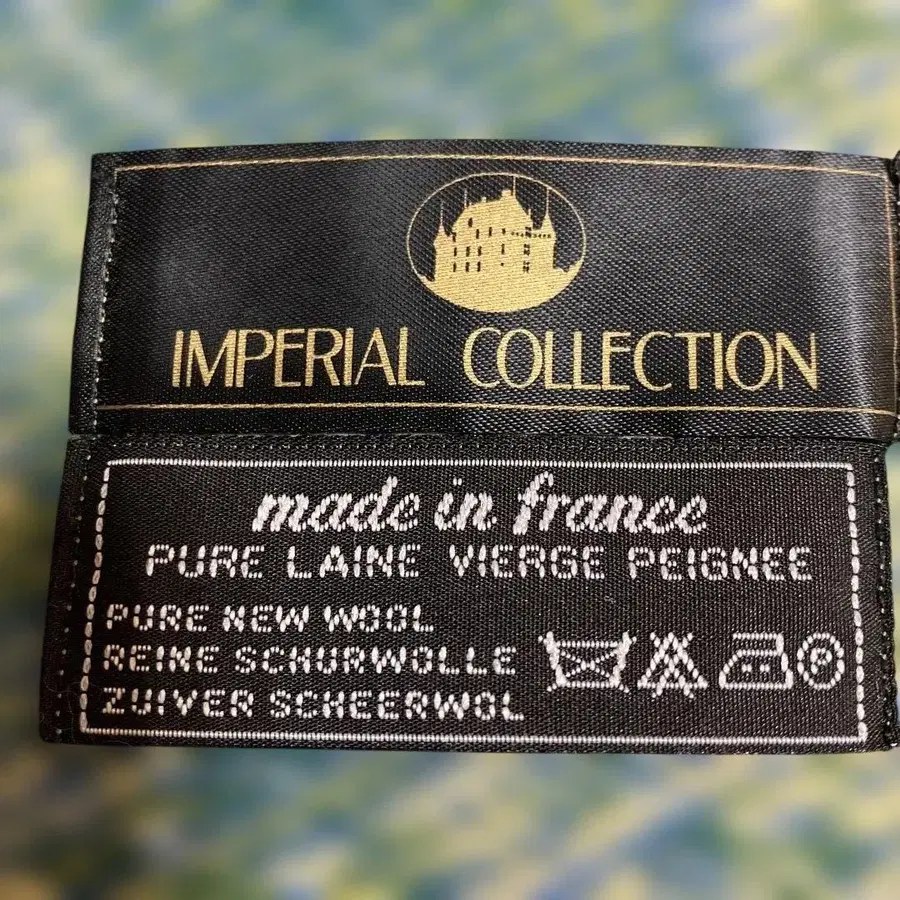 IMPERIAL COLLECTION
made in france
PURE LAINE VIERGE PEIGNEE
PURE NEW WOOL
REINE SCHURWOLLE
ZUIVER SCHEERWOL